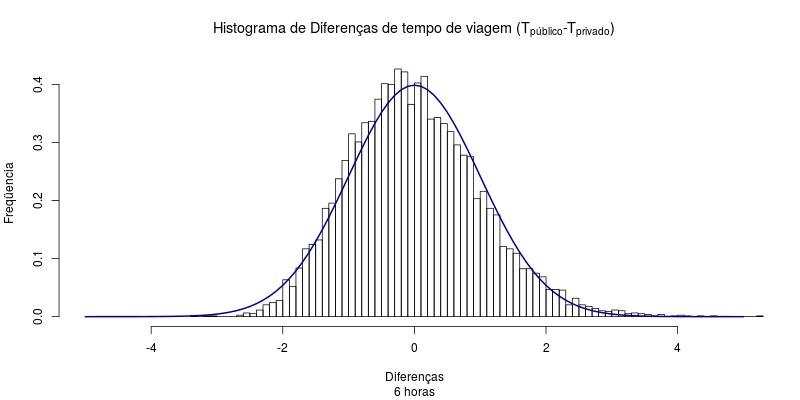 Histograma de Diferenças de tempo de viagem (Tpúblico-Tprivado)
0.4
0.3
0.2
0.1
0.0
Freqüencia
-4 -2 0 2 4
Diferenças
6 horas